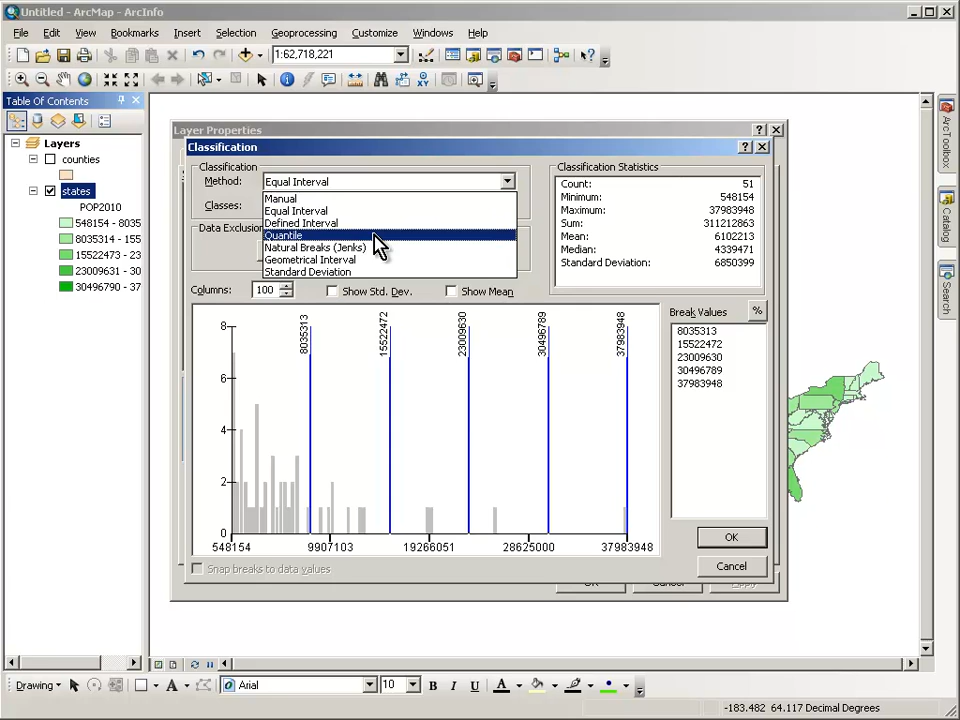 Untitled - ArcMap - ArcInfo
File Edit View Bookmarks Insert Selection Geoprocessing Customize Windows Help
1:62,718,221
Table Of Contents
Layers
counties
states
POP2010
548154 - 8035
8035314 - 155
15522473 - 23
23009631 - 30
30496790 - 37
Layer Properties
Classification
Classification
Method: Equal Interval
Classes:
Manual
Equal Interval
Defined Interval
Quantile
Natural Breaks (Jenks)
Geometrical Interval
Standard Deviation
Data Exclusion
Classification Statistics
Count: 51
Minimum: 548154
Maximum: 37983948
Sum: 311212863
Mean: 6102213
Median: 4339471
Standard Deviation: 6850399
Columns: 100 Show Std. Dev. Show Mean
Break Values %
8035313
15522472
23009630
30496789
37983948
8035313 15522472 23009630 30496789 37983948
8
6
4
2
0
548154 9907103 19266051 28625000 37983948
Snap breaks to data values
OK
Cancel
ArcToolbox
Catalog
Search
Drawing Arial 10 B I U A
-183.482 64.117 Decimal Degrees